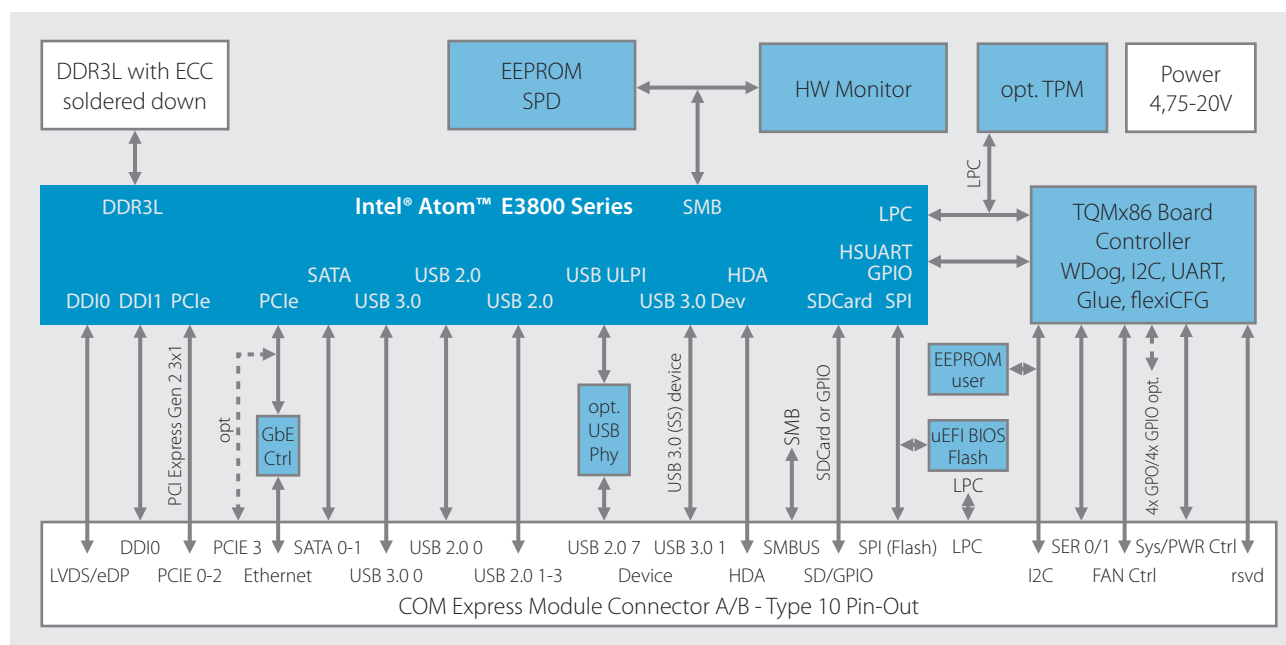 DDR3L with ECC
soldered down
EEPROM
SPD
HW Monitor
opt. TPM
Power
4,75-20V
LPC
DDR3L
Intel® Atom™ E3800 Series
SMB
LPC
HSUART
GPIO
SATA
USB 2.0
USB ULPI
HDA
DDI0
DDI1
PCIe
PCIe
USB 3.0
USB 2.0
USB 3.0 Dev
SDCard
SPI
TQMx86 Board
Controller
WDog, I2C, UART,
Glue, flexiCFG
PCI Express Gen 2 3x1
opt
GbE
Ctrl
opt.
USB
Phy
USB 3.0 (SS) device
SMB
SDCard or GPIO
EEPROM
user
uEFI BIOS
Flash
LPC
4x GPO/4x GPIO opt.
DDI0
PCIE 3
SATA 0-1
USB 2.0 0
USB 2.0 7
USB 3.0 1
SMBUS
SPI (Flash)
LPC
SER 0/1
Sys/PWR Ctrl
LVDS/eDP
PCIE 0-2
Ethernet
USB 3.0 0
USB 2.0 1-3
Device
HDA
SD/GPIO
I2C
FAN Ctrl
rsvd
COM Express Module Connector A/B - Type 10 Pin-Out